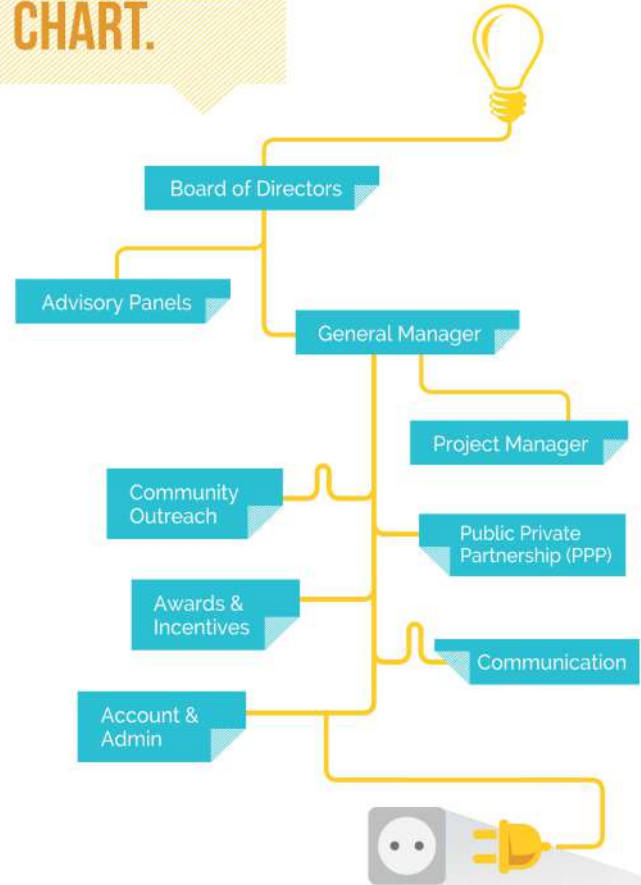 CHART.
Board of Directors
Advisory Panels
General Manager
Project Manager
Community
Outreach
Public Private
Partnership (PPP)
Awards &
Incentives
Communication
Account &
Admin